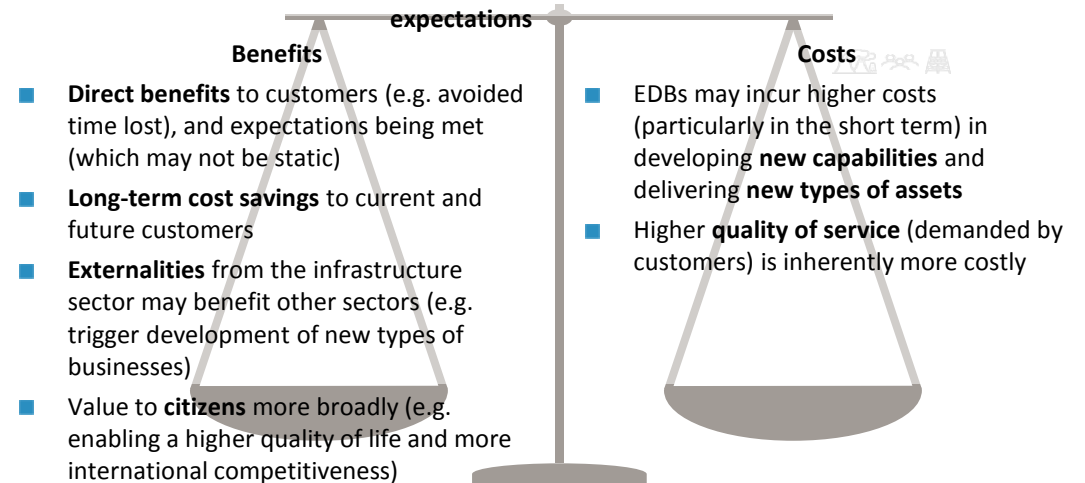 expectations
Benefits
■ Direct benefits to customers (e.g. avoided
time lost), and expectations being met
(which may not be static)
■ Long-term cost savings to current and
future customers
■ Externalities from the infrastructure
sector may benefit other sectors (e.g.
trigger development of new types of
businesses)
■ Value to citizens more broadly (e.g.
enabling a higher quality of life and more
international competitiveness)
Costs
■ EDBs may incur higher costs
(particularly in the short term) in
developing new capabilities and
delivering new types of assets
■ Higher quality of service (demanded by
customers) is inherently more costly